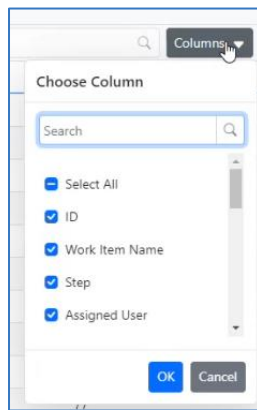 Columns
Choose Column
Search
Select All
ID
Work Item Name
Step
Assigned User
OK
Cancel